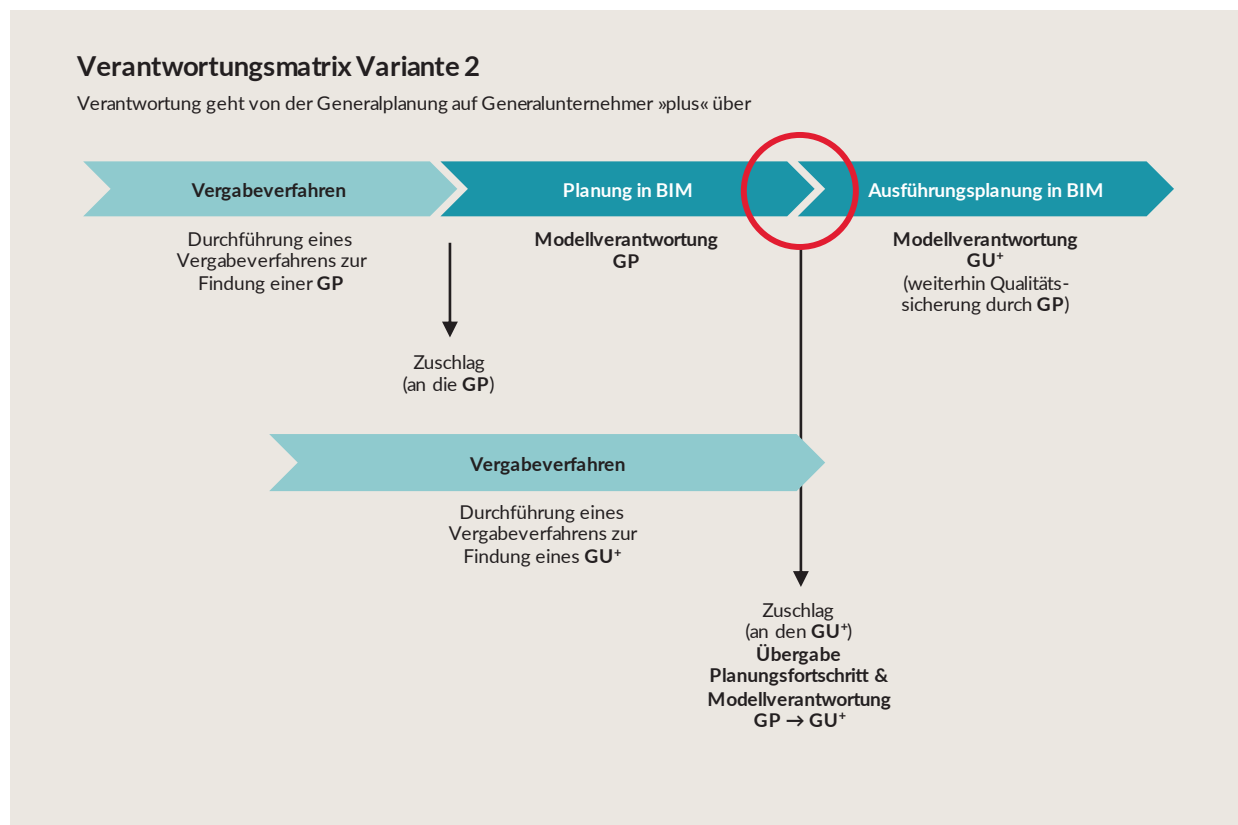 Verantwortungsmatrix Variante 2
Verantwortung geht von der Generalplanung auf Generalunternehmer »plus« über
Vergabeverfahren
Planung in BIM
Ausführungsplanung in BIM
Durchführung eines
Vergabeverfahrens zur
Findung einer GP
Modellverantwortung
GP
Modellverantwortung
GU⁺
(weiterhin Qualitäts-
sicherung durch GP)
Zuschlag
(an die GP)
Vergabeverfahren
Durchführung eines
Vergabeverfahrens zur
Findung eines GU⁺
Zuschlag
(an den GU⁺)
Übergabe
Planungsfortschritt &
Modellverantwortung
GP → GU⁺